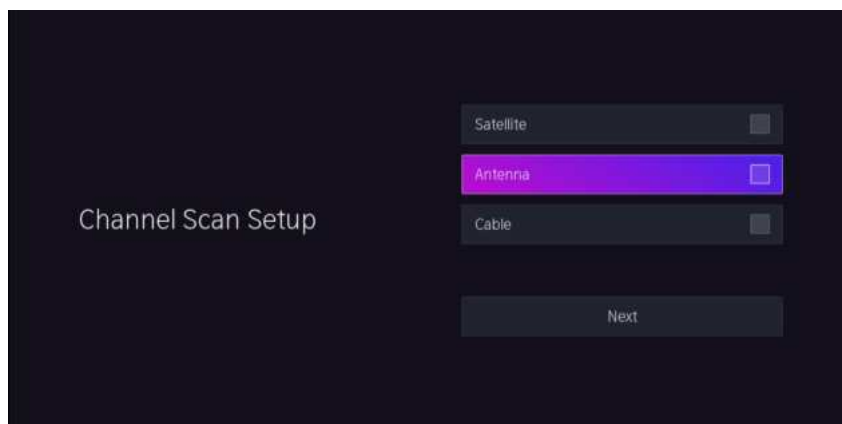 Channel Scan Setup
Satellite
Antenna
Cable
Next